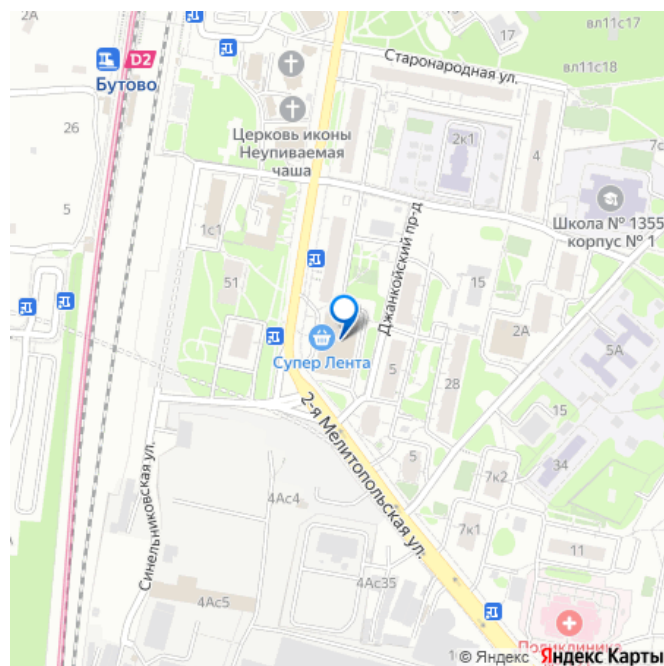 2А
17
вл11с17
вл11с18
D2
Бутово
Старонародная ул.
26
Церковь иконы
Неупиваемая
чаша
2к1
4
7с
5
1с1
Школа № 1355
корпус № 1
Джанкойский пр-д
51
15
2А
Супер Лента
5
28
5А
2-я Мелитопольская ул.
15
5
34
7к2
4Ас4
Синельниковская ул.
7к1
11
4Ас35
4Ас5
Поликлиника
© Яндекс Яндекс Карты